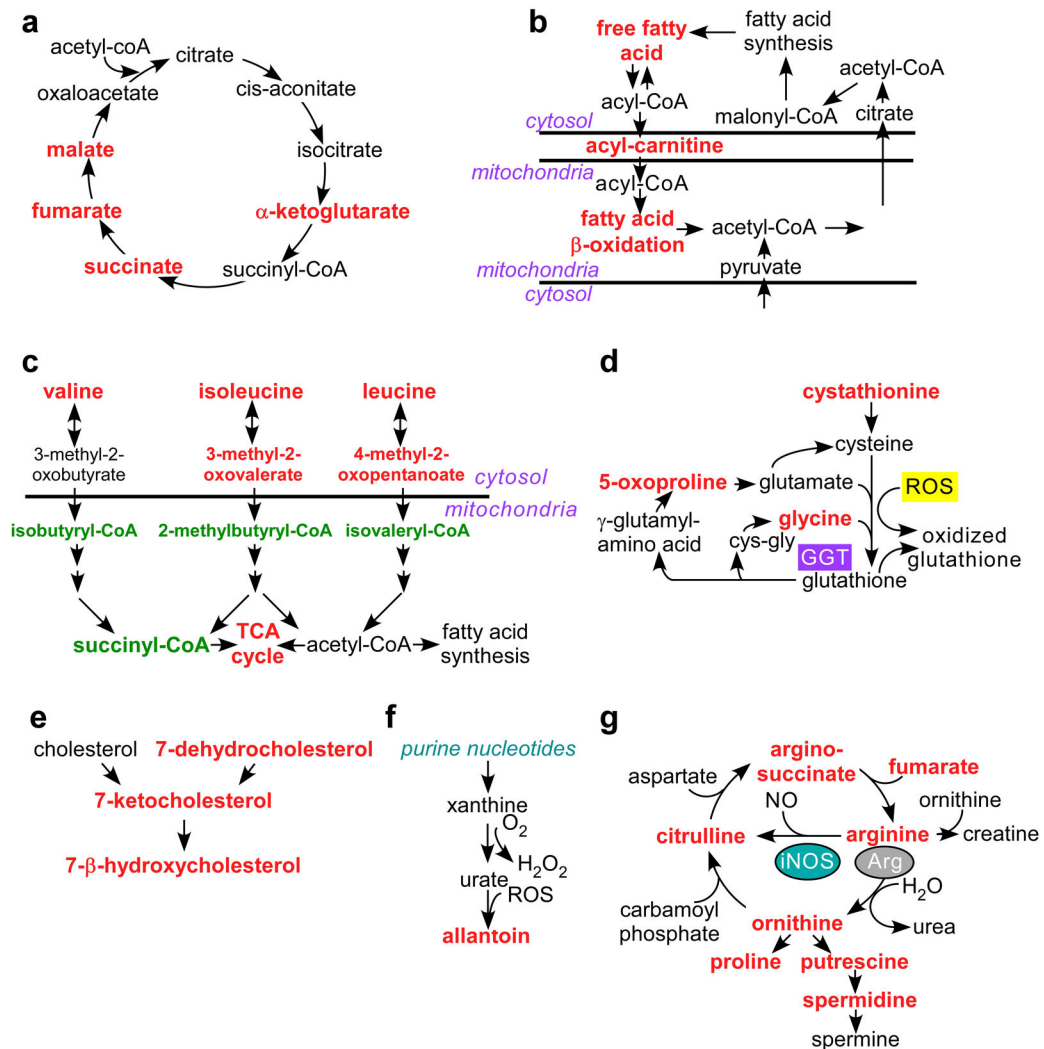 a
acetyl-coA
citrate
oxaloacetate
cis-aconitate
malate
isocitrate
fumarate
α-ketoglutarate
succinate
succinyl-CoA
b
free fatty
acid
fatty acid
synthesis
acyl-CoA
acetyl-CoA
malonyl-CoA
citrate
cytosol
acyl-carnitine
mitochondria
acyl-CoA
fatty acid
β-oxidation
acetyl-CoA
mitochondria
pyruvate
cytosol
c
valine
isoleucine
leucine
3-methyl-2-
oxobutyrate
3-methyl-2-
oxovalerate
4-methyl-2-
oxopentanoate
cytosol
mitochondria
isobutyryl-CoA
2-methylbutyryl-CoA
isovaleryl-CoA
succinyl-CoA
TCA
cycle
acetyl-CoA
fatty acid
synthesis
d
cystathionine
cysteine
5-oxoproline
glutamate
ROS
γ-glutamyl-
amino acid
glycine
cys-gly
GGT
glutathione
oxidized
glutathione
e
cholesterol
7-dehydrocholesterol
7-ketocholesterol
7-β-hydroxycholesterol
f
purine nucleotides
xanthine
O2
H2O2
urate
ROS
allantoin
g
argino-
succinate
aspartate
fumarate
NO
ornithine
citrulline
arginine
creatine
iNOS
Arg
H2O
carbamoyl
phosphate
ornithine
urea
proline
putrescine
spermidine
spermine